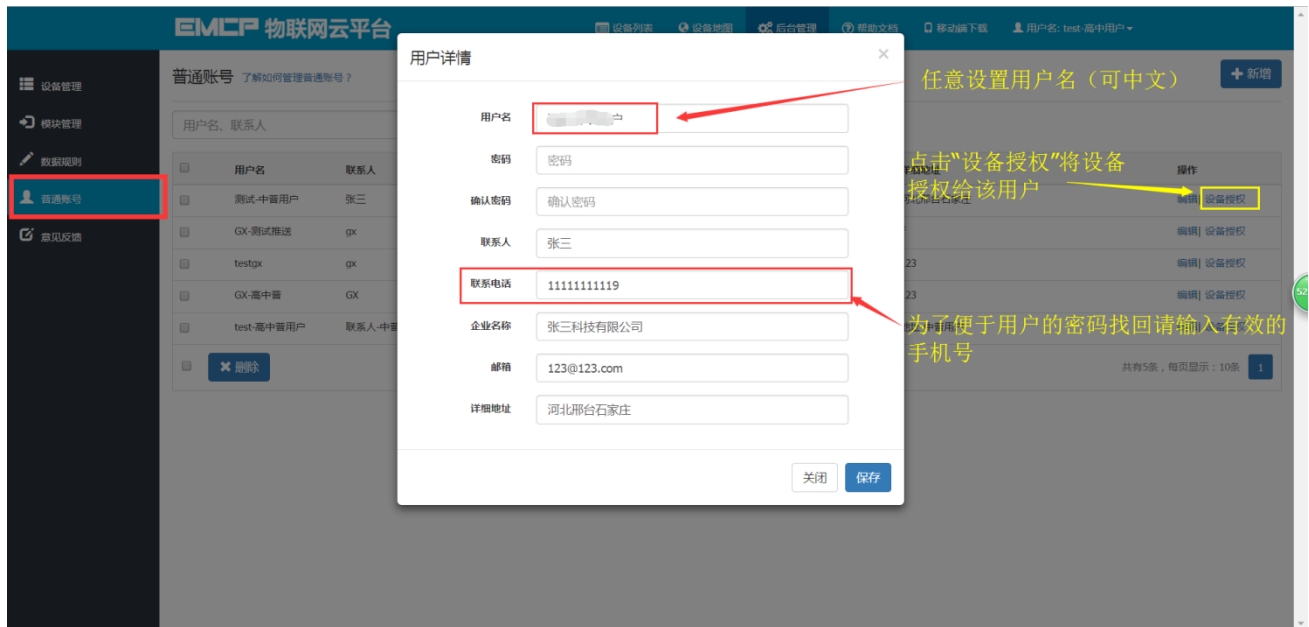 EMCP 物联网云平台
设备列表 设备地图 后台管理 帮助文档 移动端下载 用户名: test-高中用户
设备管理
模块管理
数据规则
普通账号
意见反馈
普通账号 了解如何管理普通账号?
新增
用户名、联系人
用户名 联系人 操作
测试-中普用户 张三 编辑| 设备授权
GX-测试推送 gx 编辑| 设备授权
testgx gx 23 编辑| 设备授权
GX-高中普 GX 23 编辑| 设备授权
test-高中普用户 联系人-中普
删除
共有5条，每页显示：10条 1
用户详情
×
用户名 户
密码 密码
确认密码 确认密码
联系人 张三
联系电话 11111111119
企业名称 张三科技有限公司
邮箱 123@123.com
详细地址 河北邢台石家庄
关闭 保存
任意设置用户名（可中文）
点击“设备授权”将设备
授权给该用户
为了便于用户的密码找回请输入有效的
手机号
52